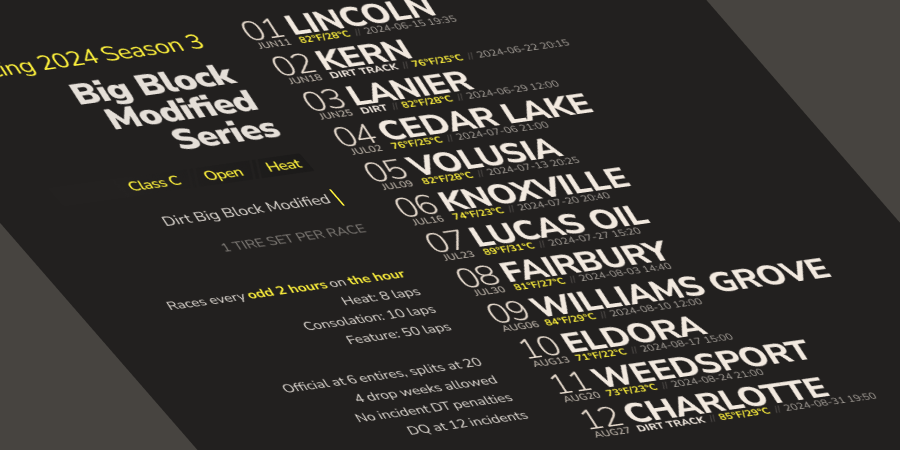 ing 2024 Season 3
Big Block
Modified
Series
Class C Open Heat
Dirt Big Block Modified
1 TIRE SET PER RACE
Races every odd 2 hours on the hour
Heat: 8 laps
Consolation: 10 laps
Feature: 50 laps
Official at 6 entires, splits at 20
4 drop weeks allowed
No incident DT penalties
DQ at 12 incidents
01 LINCOLN
JUN11 82°F/28°C // 2024-06-15 19:35
02 KERN
JUN18 DIRT TRACK // 76°F/25°C // 2024-06-22 20:15
03 LANIER
JUN25 DIRT // 82°F/28°C // 2024-06-29 12:00
04 CEDAR LAKE
JUL02 76°F/25°C // 2024-07-06 21:00
05 VOLUSIA
JUL09 82°F/28°C // 2024-07-13 20:25
06 KNOXVILLE
JUL16 74°F/23°C // 2024-07-20 20:40
07 LUCAS OIL
JUL23 89°F/31°C // 2024-07-27 15:20
08 FAIRBURY
JUL30 81°F/27°C // 2024-08-03 14:40
09 WILLIAMS GROVE
AUG06 84°F/29°C // 2024-08-10 12:00
10 ELDORA
AUG13 71°F/22°C // 2024-08-17 15:00
11 WEEDSPORT
AUG20 73°F/23°C // 2024-08-24 21:00
12 CHARLOTTE
AUG27 DIRT TRACK // 85°F/29°C // 2024-08-31 19:50